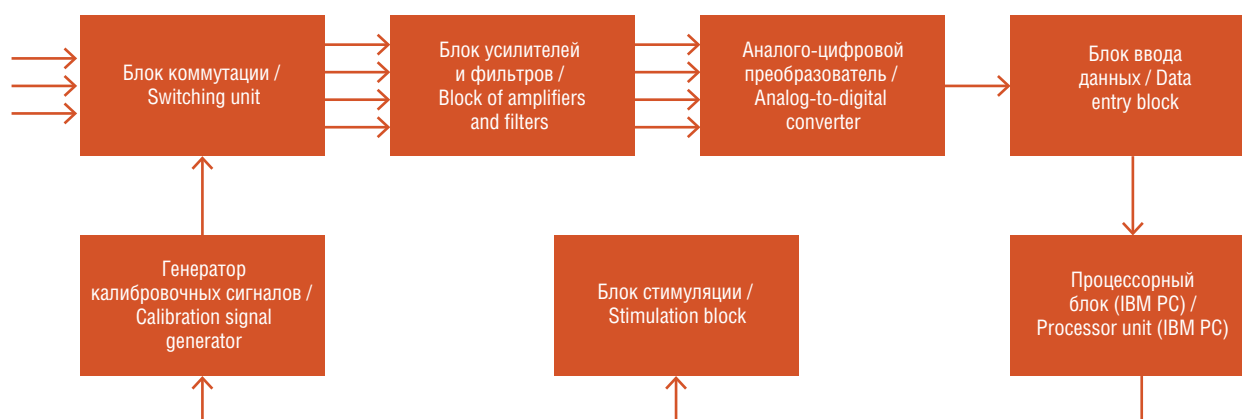 Блок коммутации /
Switching unit
Блок усилителей
и фильтров /
Block of amplifiers
and filters
Аналого-цифровой
преобразователь /
Analog-to-digital
converter
Блок ввода
данных / Data
entry block
Генератор
калибровочных сигналов /
Calibration signal
generator
Блок стимуляции /
Stimulation block
Процессорный
блок (IBM PC) /
Processor unit (IBM PC)